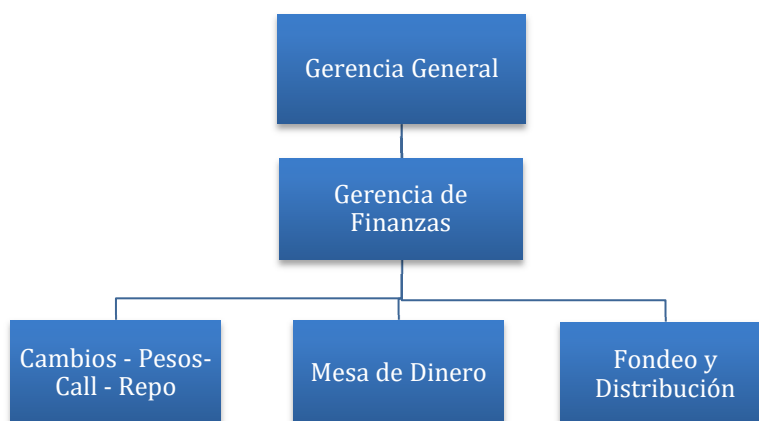 Gerencia General
Gerencia de
Finanzas
Cambios - Pesos-
Call - Repo
Mesa de Dinero
Fondeo y
Distribución